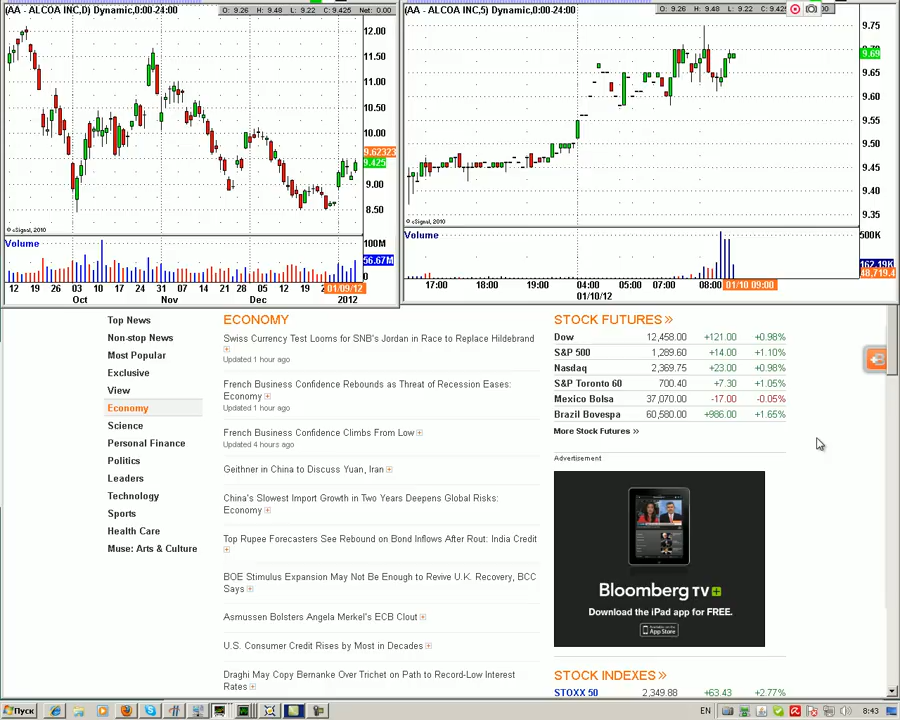 (AA - ALCOA INC,D) Dynamic,0:00-24:00
O: 9.26 H: 9.48 L: 9.22 C: 9.425 Net: 0.00
12.00
11.50
11.00
10.50
10.00
9.62323
9.425
9.00
8.50
© eSignal, 2010
Volume
100M
56.67M
0
12 19 26 03 10 17 24 31 07 14 21 28 05 12 19 01/09/12
Oct Nov Dec 2012
(AA - ALCOA INC,5) Dynamic,0:00-24:00
O: 9.26 H: 9.48 L: 9.22 C: 9.425
9.75
9.69
9.65
9.60
9.55
9.50
9.45
9.40
9.35
© eSignal, 2010
Volume
500K
162.19K
48,719.4
17:00 18:00 19:00 04:00 05:00 07:00 08:00 01/10 09:00
01/10/12
Top News
Non-stop News
Most Popular
Exclusive
View
Economy
Science
Personal Finance
Politics
Leaders
Technology
Sports
Health Care
Muse: Arts & Culture
ECONOMY
Swiss Currency Test Looms for SNB's Jordan in Race to Replace Hildebrand
Updated 1 hour ago
French Business Confidence Rebounds as Threat of Recession Eases:
Economy
Updated 1 hour ago
French Business Confidence Climbs From Low
Updated 4 hours ago
Geithner in China to Discuss Yuan, Iran
China's Slowest Import Growth in Two Years Deepens Global Risks:
Economy
Top Rupee Forecasters See Rebound on Bond Inflows After Rout: India Credit
BOE Stimulus Expansion May Not Be Enough to Revive U.K. Recovery, BCC
Says
Asmussen Bolsters Angela Merkel's ECB Clout
U.S. Consumer Credit Rises by Most in Decades
Draghi May Copy Bernanke Over Trichet on Path to Record-Low Interest
Rates
STOCK FUTURES »
Dow 12,458.00 +121.00 +0.98%
S&P 500 1,289.60 +14.00 +1.10%
Nasdaq 2,369.75 +23.00 +0.98%
S&P Toronto 60 700.40 +7.30 +1.05%
Mexico Bolsa 37,070.00 -17.00 -0.05%
Brazil Bovespa 60,580.00 +986.00 +1.65%
More Stock Futures »
Advertisement
Bloomberg TV+
Download the iPad app for FREE.
App Store
STOCK INDEXES »
STOXX 50 2,349.88 +63.43 +2.77%
Пуск
EN
8:43